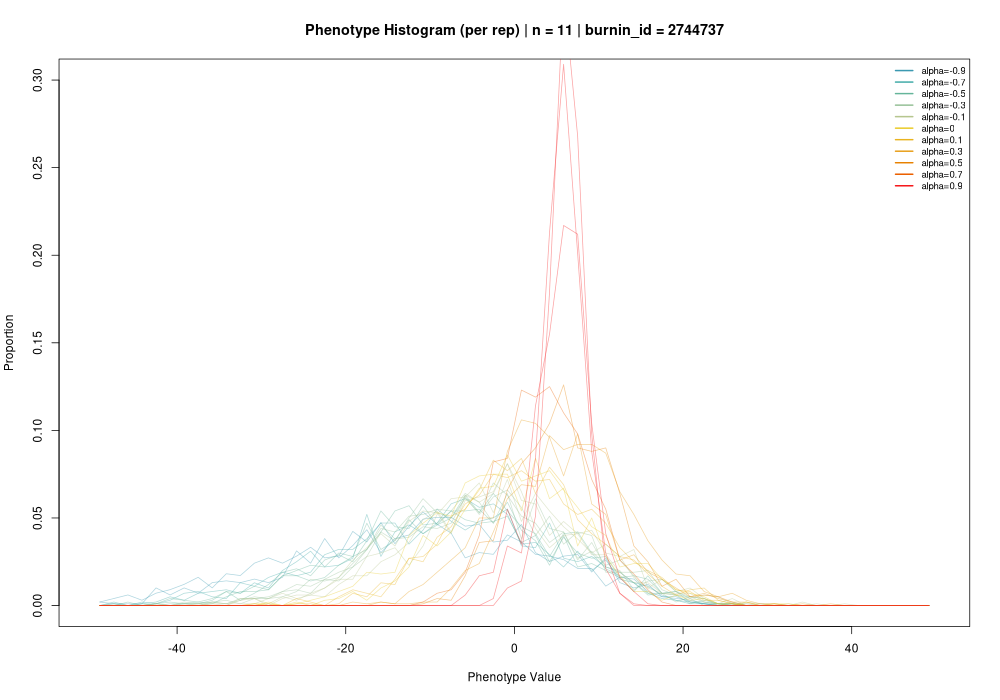 Phenotype Histogram (per rep) | n = 11 | burnin_id = 2744737
alpha=-0.9
alpha=-0.7
alpha=-0.5
alpha=-0.3
alpha=-0.1
alpha=0
alpha=0.1
alpha=0.3
alpha=0.5
alpha=0.7
alpha=0.9
Proportion
0.30
0.25
0.20
0.15
0.10
0.05
0.00
-40 -20 0 20 40
Phenotype Value